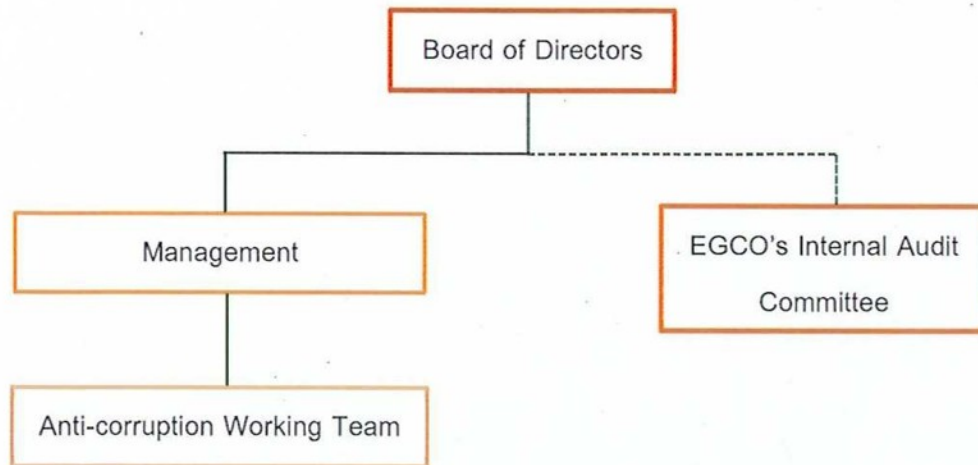 Board of Directors
Management
EGCO's Internal Audit
Committee
Anti-corruption Working Team